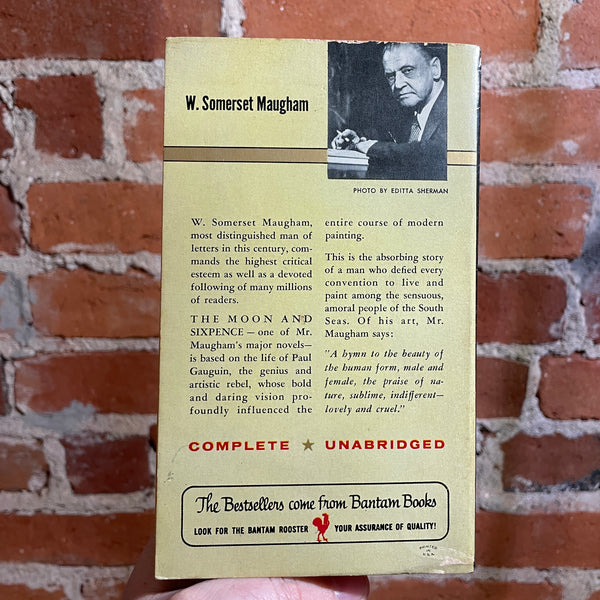 W. Somerset Maugham
PHOTO BY EDITTA SHERMAN
W. Somerset Maugham,
most distinguished man of
letters in this century, com-
mands the highest critical
esteem as well as a devoted
following of many millions
of readers.
THE MOON AND
SIXPENCE—one of Mr.
Maugham's major novels—
is based on the life of Paul
Gauguin, the genius and
artistic rebel, whose bold
and daring vision pro-
foundly influenced the
entire course of modern
painting.
This is the absorbing story
of a man who defied every
convention to live and
paint among the sensuous,
amoral people of the South
Seas. Of his art, Mr.
Maugham says:
"A hymn to the beauty of
the human form, male and
female, the praise of na-
ture, sublime, indifferent—
lovely and cruel."
COMPLETE ★ UNABRIDGED
The Bestsellers come from Bantam Books
LOOK FOR THE BANTAM ROOSTER YOUR ASSURANCE OF QUALITY!
PRINTED
IN
U.S.A.